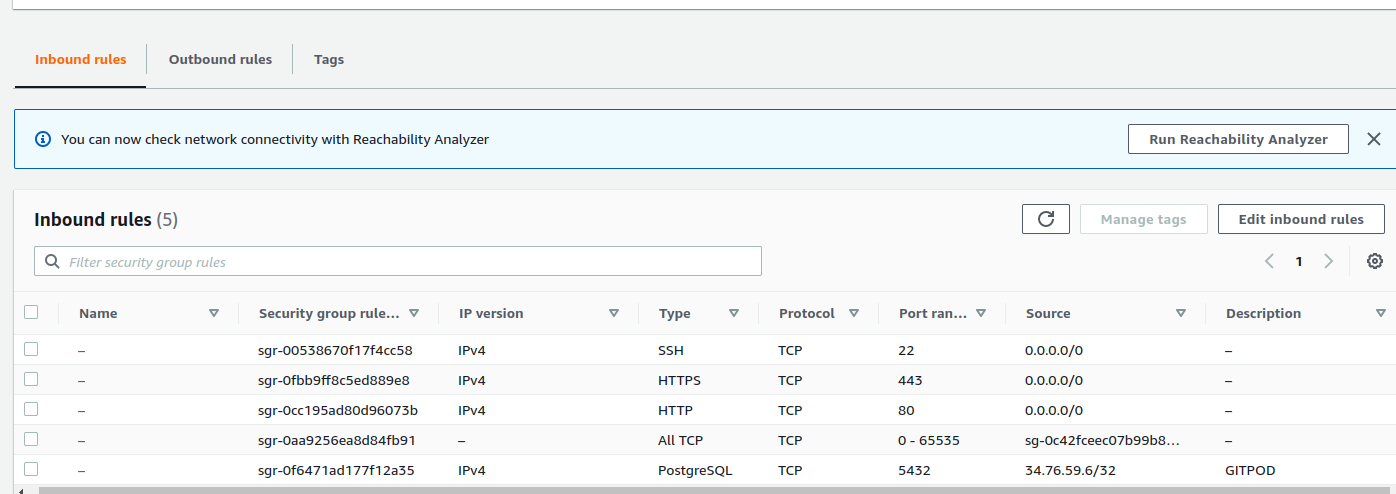 Inbound rules Outbound rules Tags
You can now check network connectivity with Reachability Analyzer Run Reachability Analyzer
Inbound rules (5) Manage tags Edit inbound rules
Filter security group rules 1
Name Security group rule... IP version Type Protocol Port ran... Source Description
– sgr-00538670f17f4cc58 IPv4 SSH TCP 22 0.0.0.0/0 –
– sgr-0fbb9ff8c5ed889e8 IPv4 HTTPS TCP 443 0.0.0.0/0 –
– sgr-0cc195ad80d96073b IPv4 HTTP TCP 80 0.0.0.0/0 –
– sgr-0aa9256ea8d84fb91 – All TCP TCP 0 - 65535 sg-0c42fceec07b99b8... –
– sgr-0f6471ad177f12a35 IPv4 PostgreSQL TCP 5432 34.76.59.6/32 GITPOD